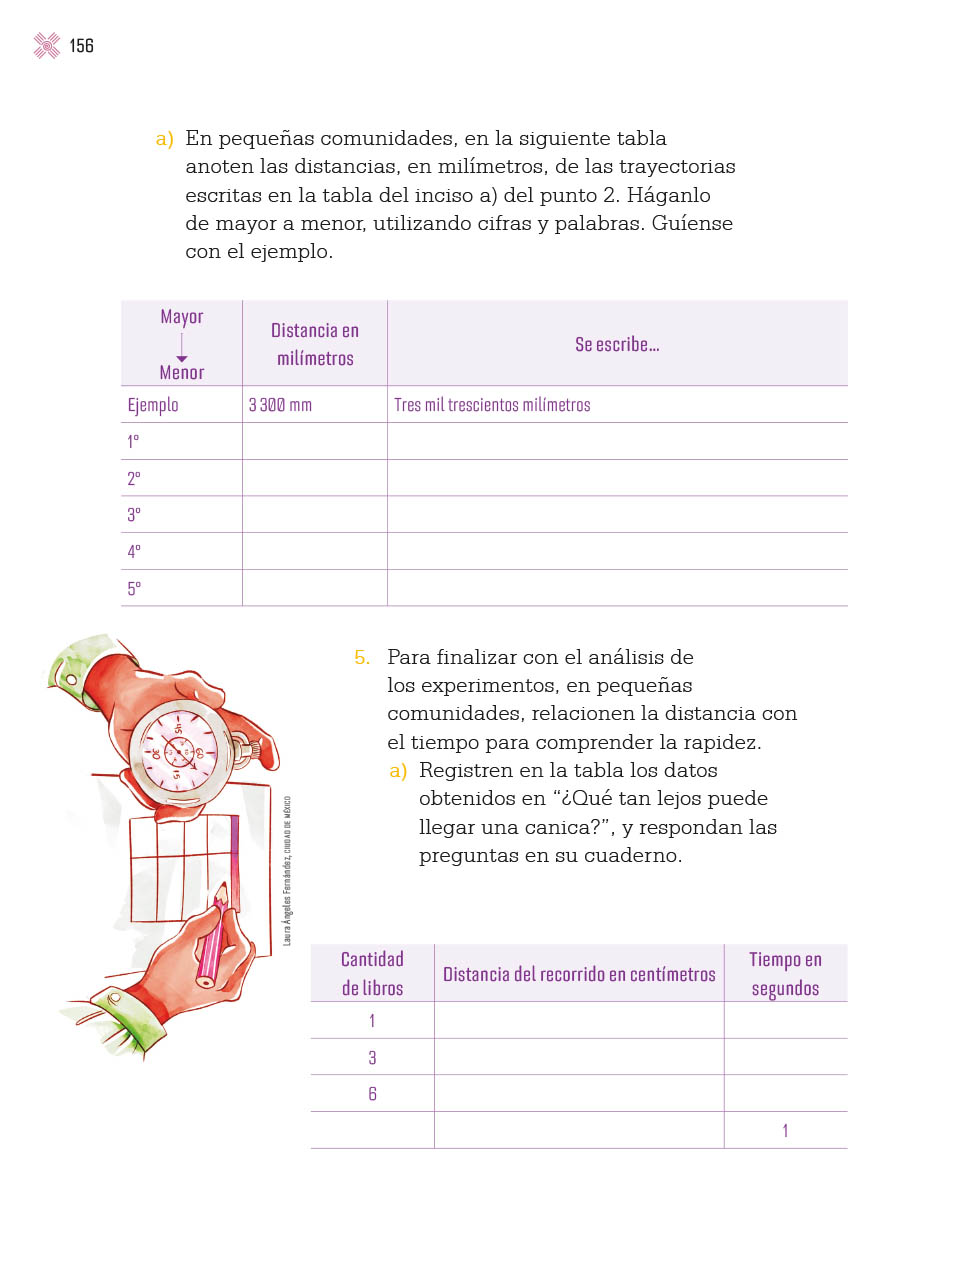 156
a) En pequeñas comunidades, en la siguiente tabla
anoten las distancias, en milímetros, de las trayectorias
escritas en la tabla del inciso a) del punto 2. Háganlo
de mayor a menor, utilizando cifras y palabras. Guíense
con el ejemplo.
Mayor
Menor
Distancia en
milímetros
Se escribe...
Ejemplo 3 300 mm Tres mil trescientos milímetros
1°
2°
3°
4°
5°
5. Para finalizar con el análisis de
los experimentos, en pequeñas
comunidades, relacionen la distancia con
el tiempo para comprender la rapidez.
a) Registren en la tabla los datos
obtenidos en “¿Qué tan lejos puede
llegar una canica?”, y respondan las
preguntas en su cuaderno.
60
15
30
45
Laura Ángeles Fernández, CIUDAD DE MÉXICO
Cantidad
de libros
Distancia del recorrido en centímetros
Tiempo en
segundos
1
3
6
1